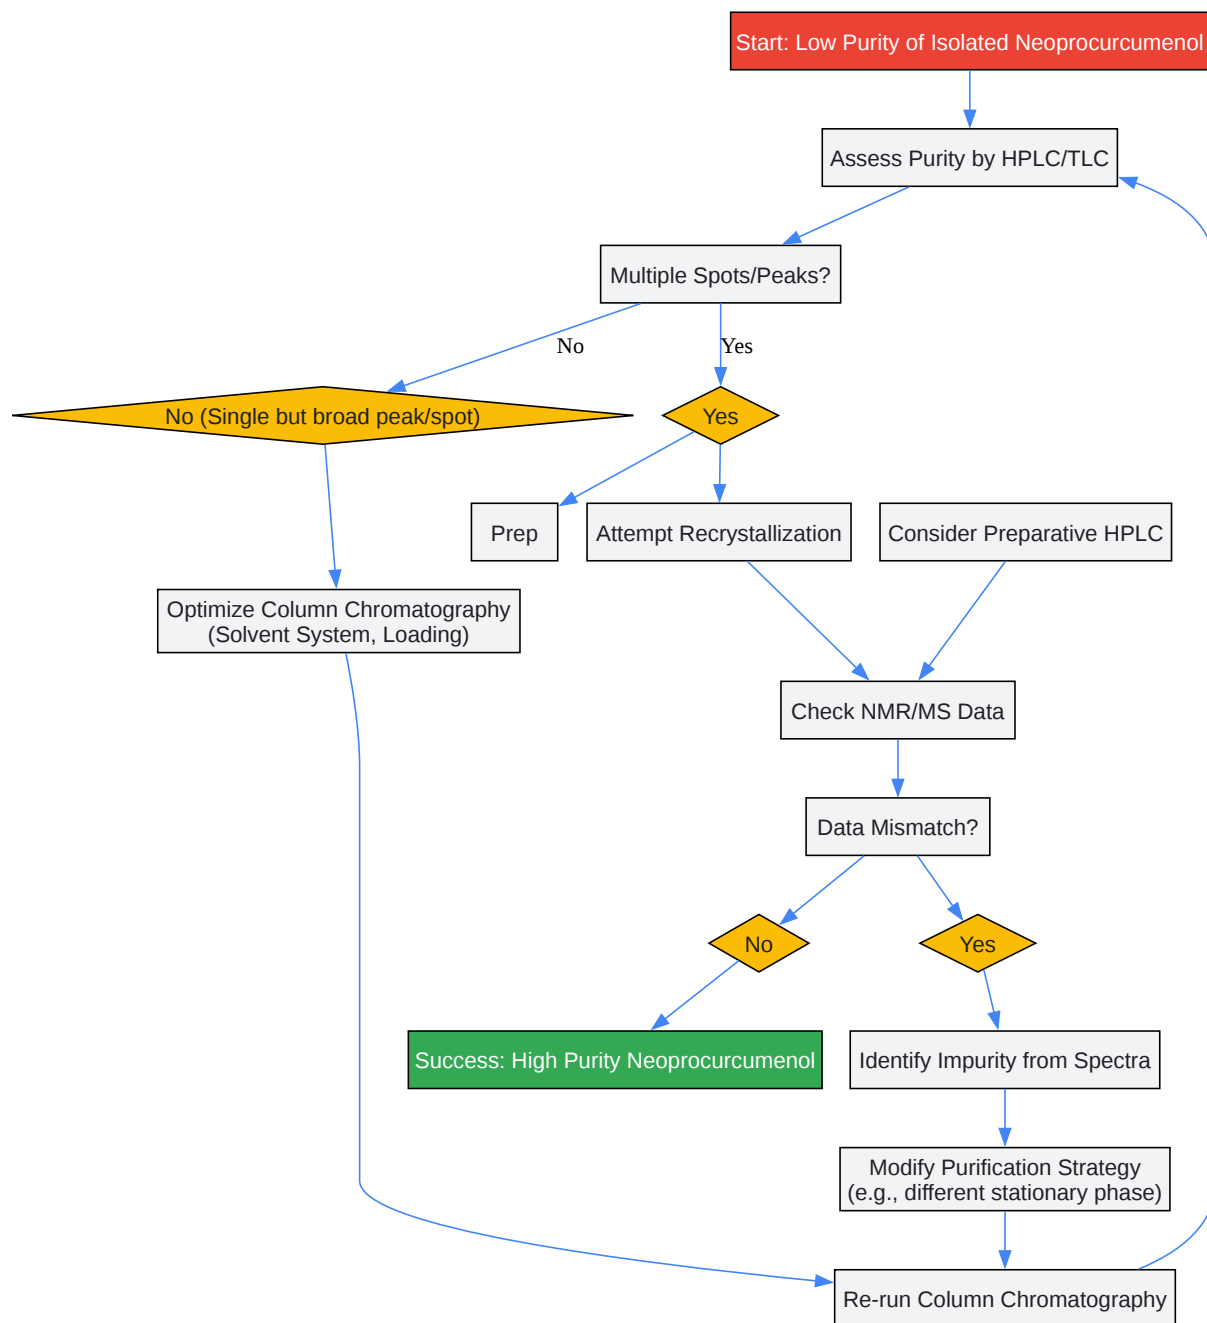 Start: Low Purity of Isolated Neoprocurcumenol
Assess Purity by HPLC/TLC
Multiple Spots/Peaks?
No
Yes
No (Single but broad peak/spot)
Yes
Prep
Attempt Recrystallization
Consider Preparative HPLC
Optimize Column Chromatography
(Solvent System, Loading)
Check NMR/MS Data
Data Mismatch?
No
Yes
Success: High Purity Neoprocurcumenol
Identify Impurity from Spectra
Modify Purification Strategy
(e.g., different stationary phase)
Re-run Column Chromatography